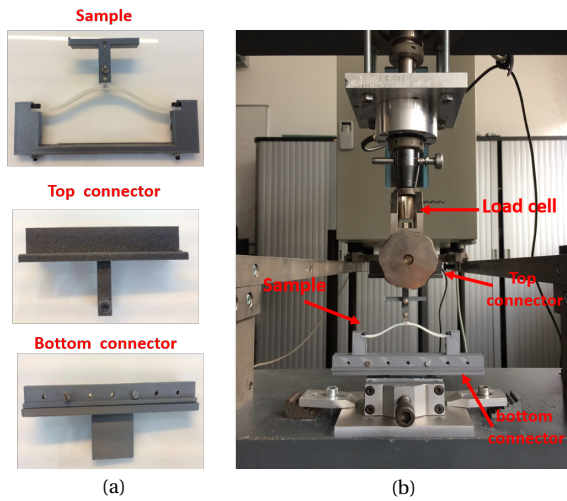 Sample
Top connector
Bottom connector
(a)
Load cell
Sample
Top
connector
bottom
connector
(b)